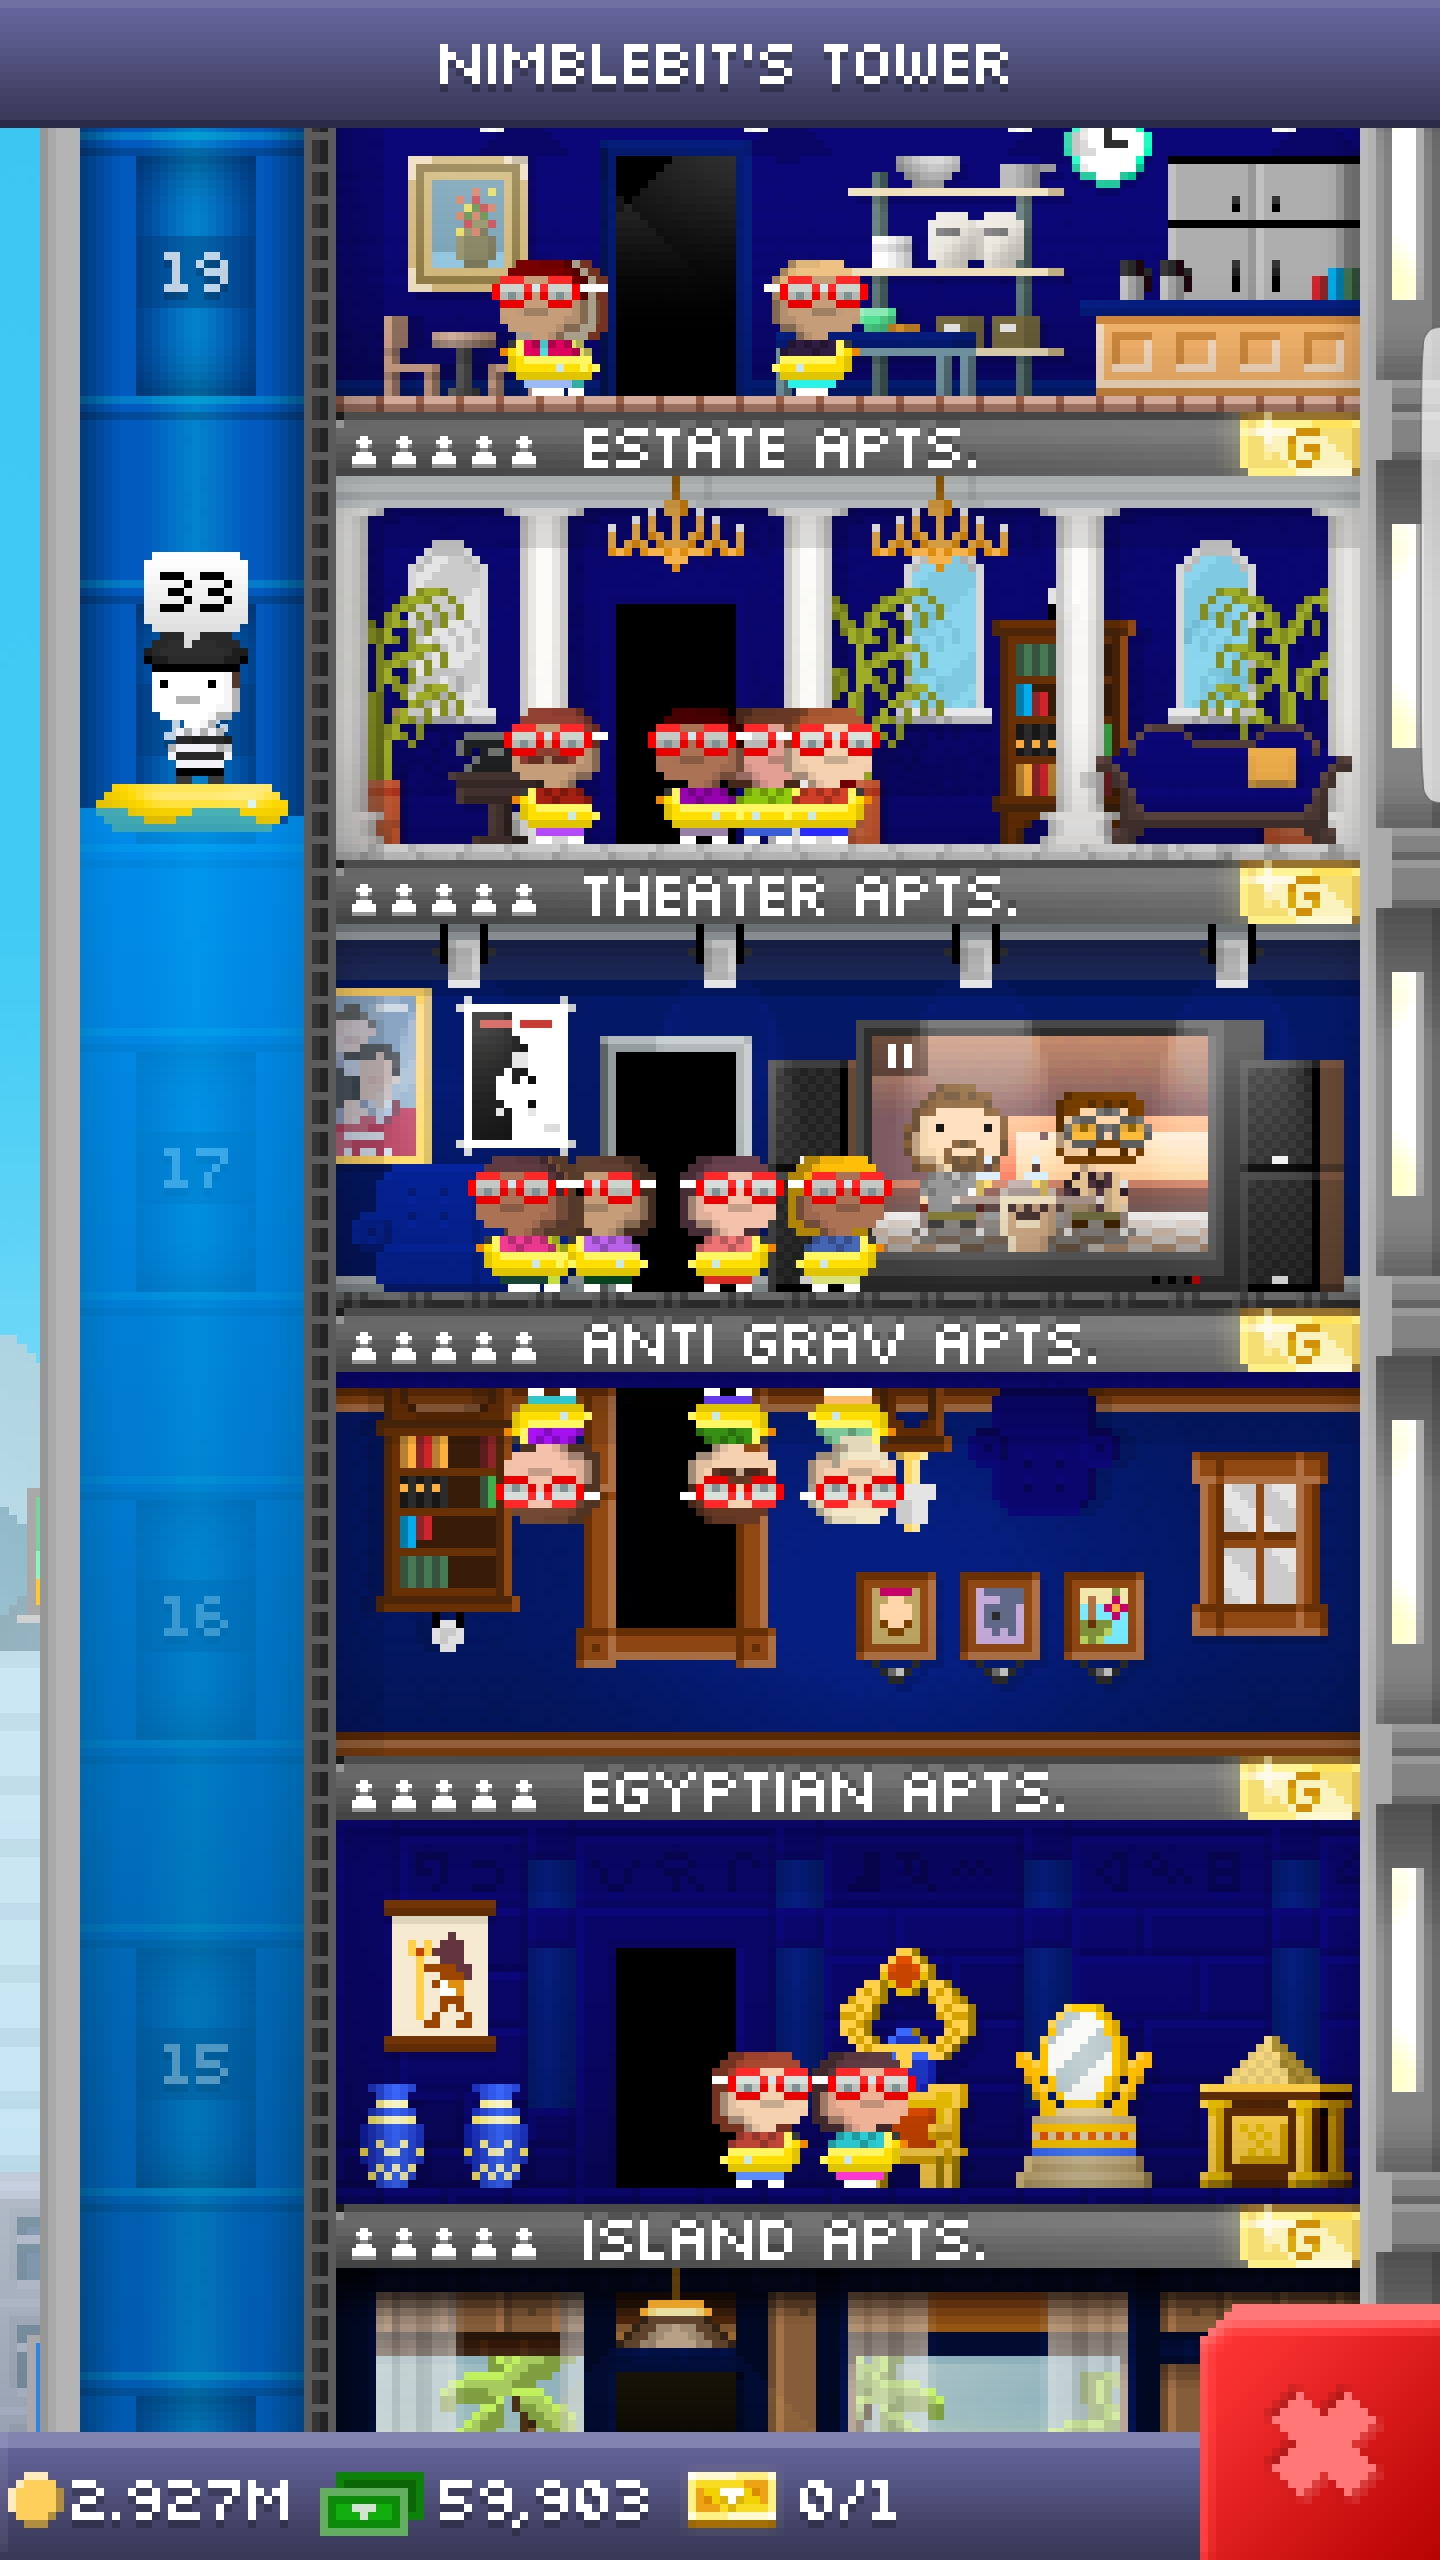 NIMBLEBIT'S TOWER
19
ESTATE APTS. G
33
THEATER APTS. G
17
ANTI GRAV APTS. G
16
EGYPTIAN APTS. G
15
ISLAND APTS. G
2.927M 59,903 0/1